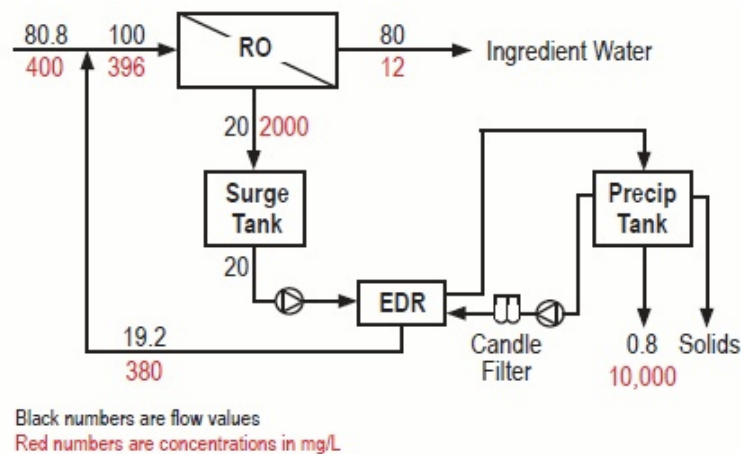 80.8
100
RO
80
Ingredient Water
400
396
12
20
2000
Surge
Tank
Precip
Tank
20
EDR
19.2
Candle
Filter
0.8
Solids
380
10,000
Black numbers are flow values
Red numbers are concentrations in mg/L